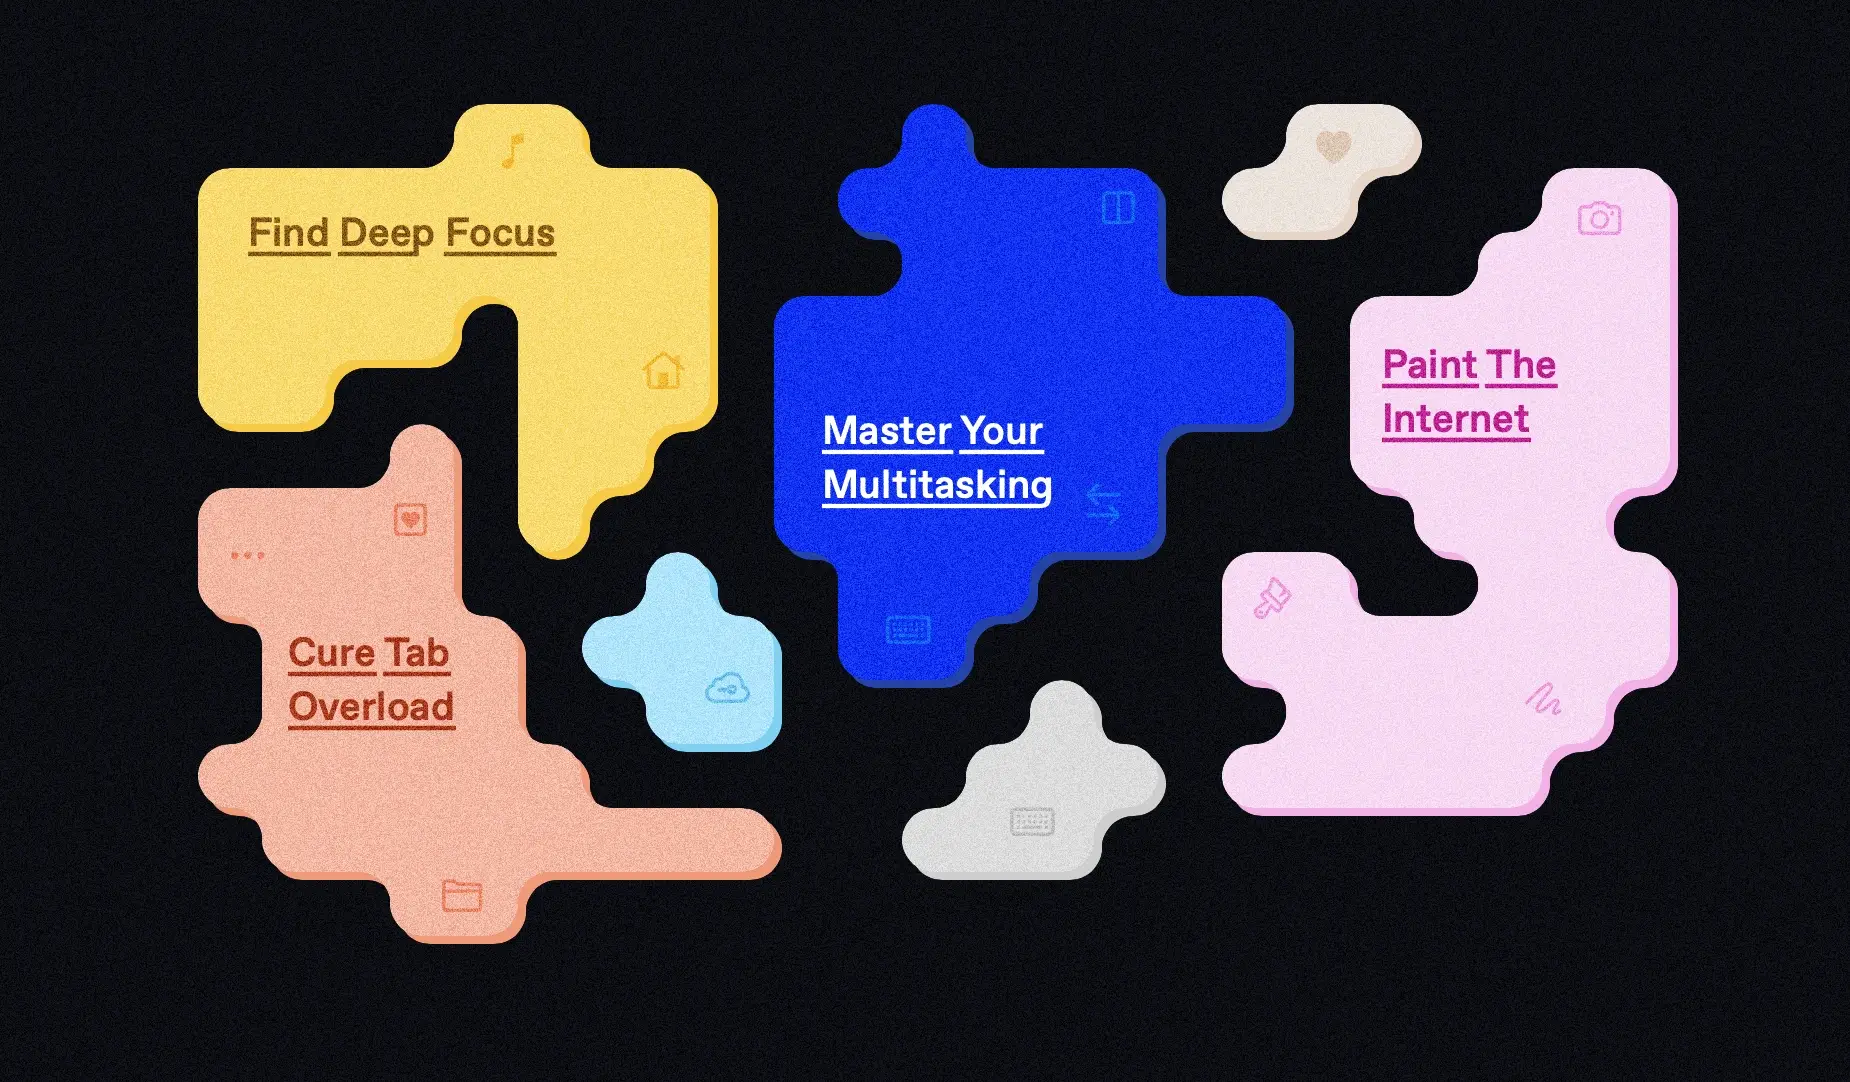 Find Deep Focus
Master Your
Multitasking
Paint The
Internet
Cure Tab
Overload